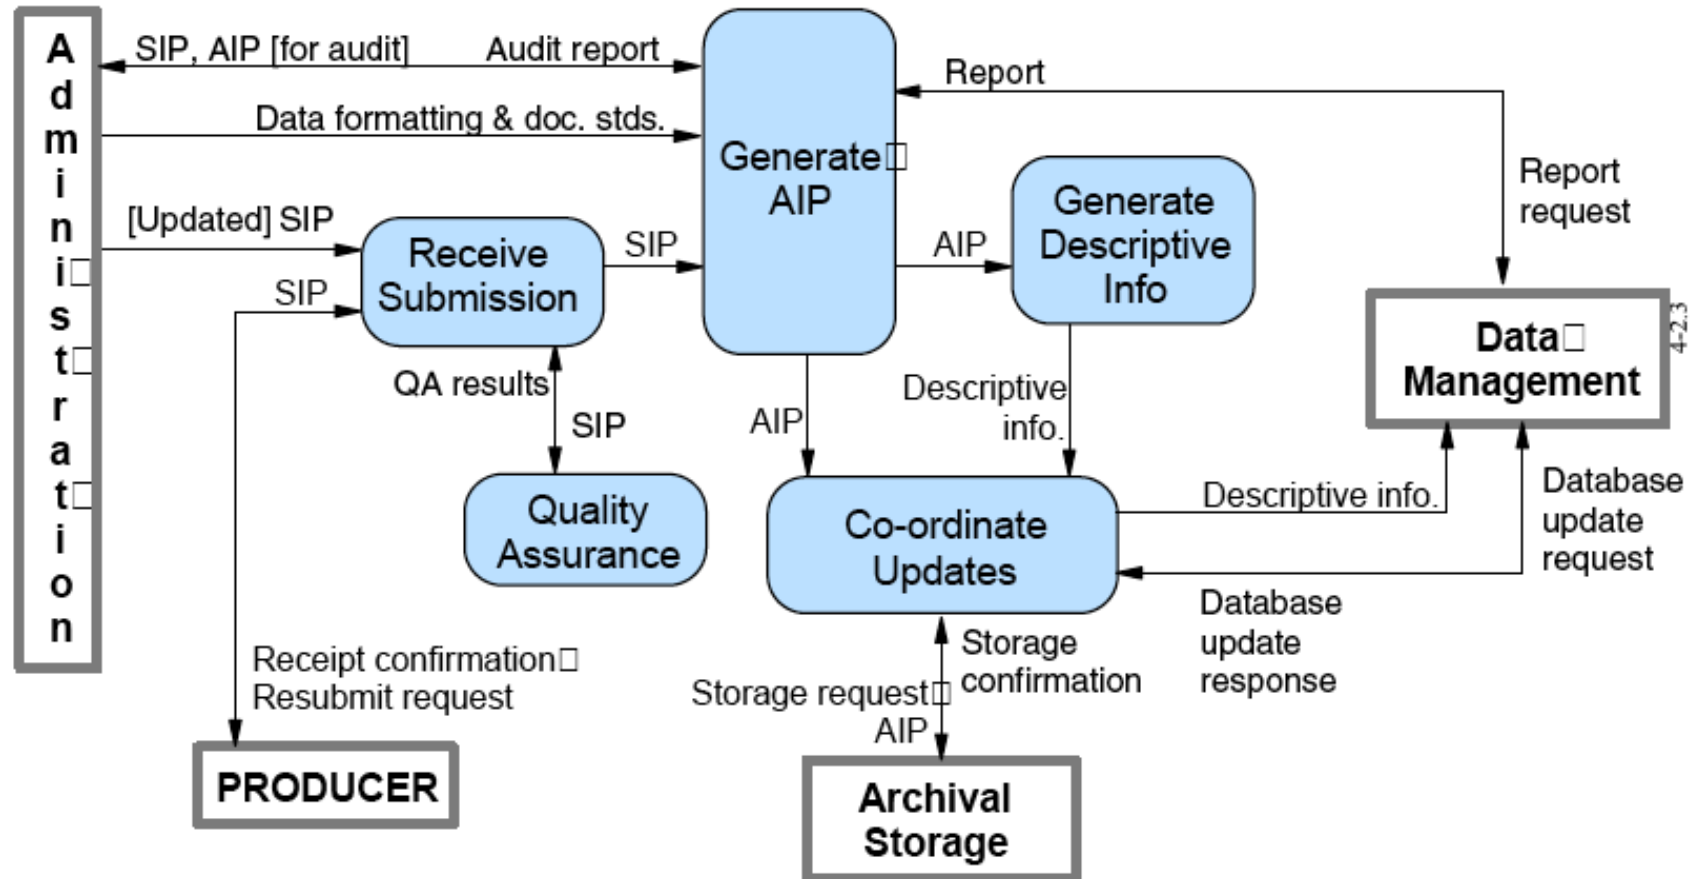 Administration
SIP, AIP [for audit]
Audit report
Data formatting & doc. stds.
[Updated] SIP
SIP
Receive
Submission
SIP
Generate
AIP
Report
Report
request
AIP
Generate
Descriptive
Info
Data
Management
4-2.3
QA results
SIP
Quality
Assurance
AIP
Descriptive
info.
Co-ordinate
Updates
Descriptive info.
Database
update
request
Database
update
response
Receipt confirmation
Resubmit request
PRODUCER
Storage
confirmation
Storage request
AIP
Archival
Storage